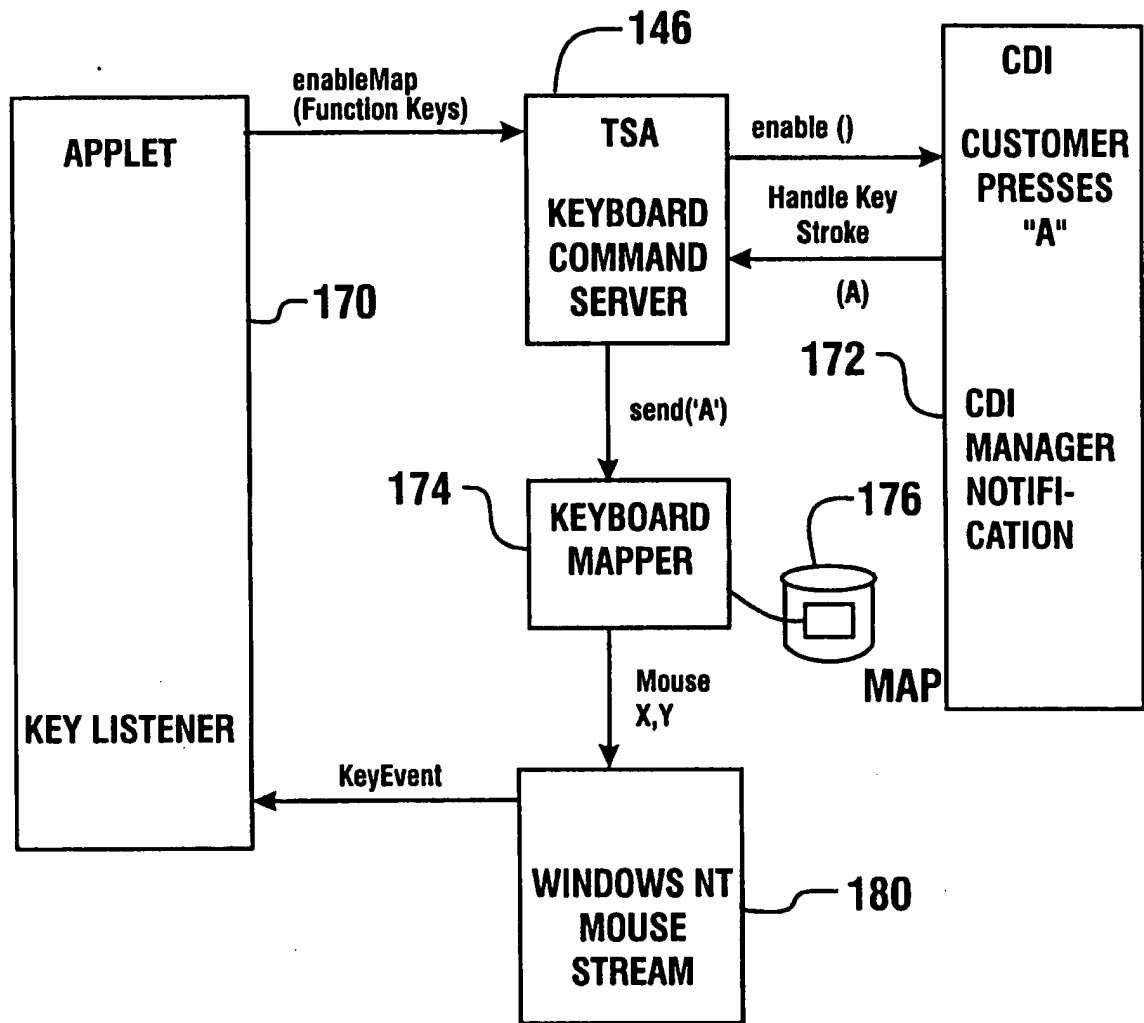 146
CDI
enableMap
(Function Keys)
APPLET
TSA
enable ()
CUSTOMER
PRESSES
"A"
KEYBOARD
COMMAND
SERVER
Handle Key
Stroke
(A)
170
172
send('A')
CDI
MANAGER
NOTIFI-
CATION
174
KEYBOARD
MAPPER
176
MAP
Mouse
X,Y
KEY LISTENER
KeyEvent
WINDOWS NT
MOUSE
STREAM
180